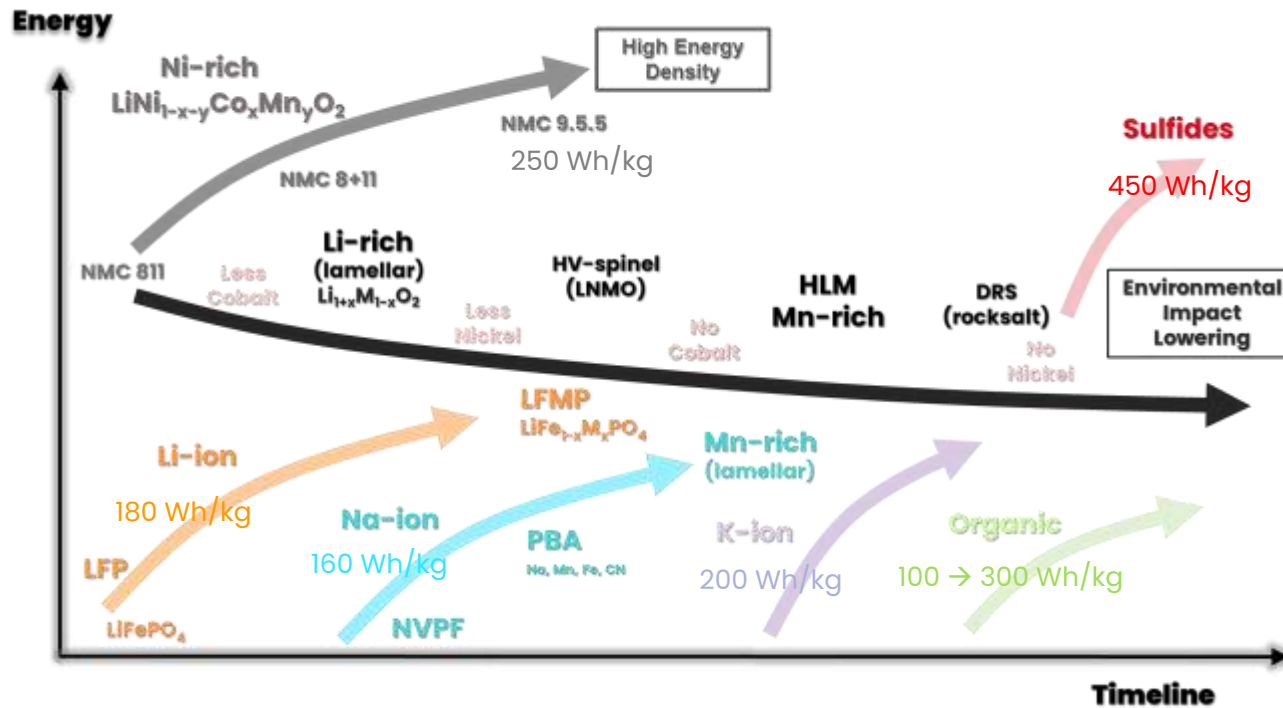 Energy
High Energy
Density
Ni-rich
LiNi₁₋ₓ₋ᵧCoₓMnᵧO₂
NMC 9.5.5
250 Wh/kg
NMC 8+11
NMC 811
Sulfides
450 Wh/kg
Less
Cobalt
Li-rich
(lamellar)
Li₁₊ₓM₁₋ₓO₂
Less
Nickel
HV-spinel
(LNMO)
No
Cobalt
HLM
Mn-rich
DRS
(rocksalt)
No
Nickel
Environmental
Impact
Lowering
LFMP
LiFe₁₋ₓMₓPO₄
Li-ion
180 Wh/kg
LFP
LiFePO₄
Mn-rich
(lamellar)
Na-ion
160 Wh/kg
PBA
Na, Mn, Fe, CN
NVPF
K-ion
200 Wh/kg
Organic
100 → 300 Wh/kg
Timeline